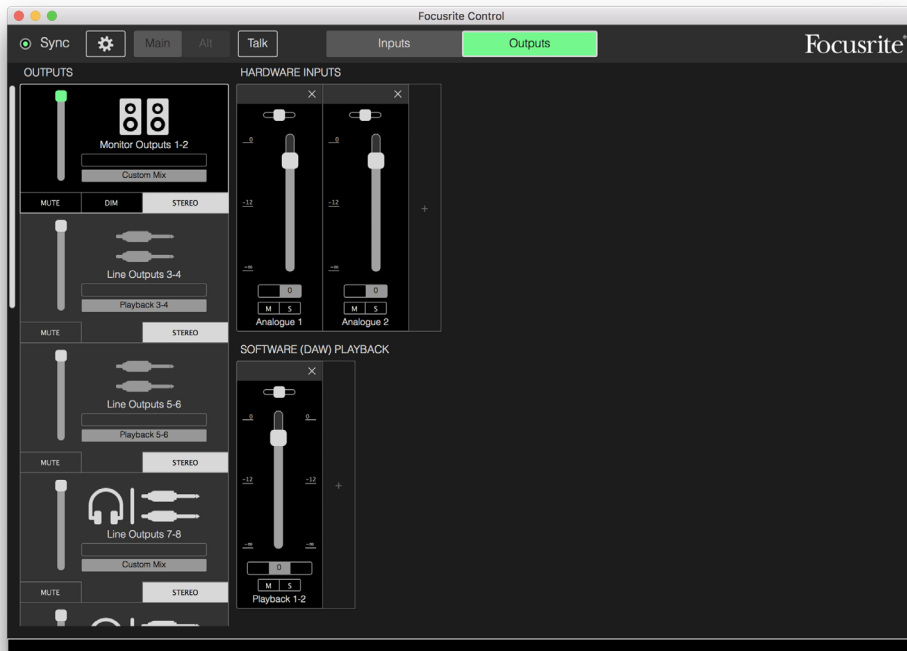 Focusrite Control
Sync Main Alt Talk Inputs Outputs Focusrite®
OUTPUTS
Monitor Outputs 1-2
Custom Mix
MUTE DIM STEREO
Line Outputs 3-4
Playback 3-4
MUTE STEREO
Line Outputs 5-6
Playback 5-6
MUTE STEREO
Line Outputs 7-8
Custom Mix
MUTE STEREO
HARDWARE INPUTS
0 0
-12 -12
-∞ -∞
0 0
M S M S
Analogue 1 Analogue 2
+
SOFTWARE (DAW) PLAYBACK
0 0
-12 -12
-∞ -∞
0
M S
Playback 1-2
+